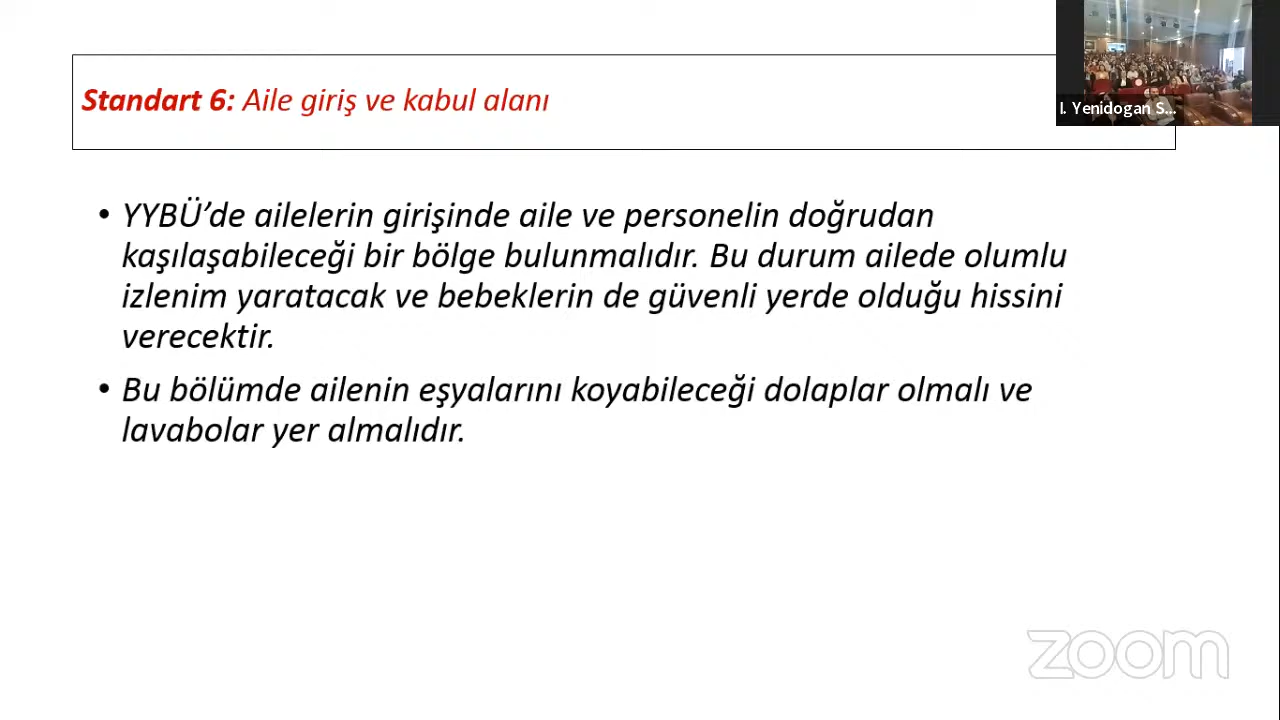 Standart 6: Aile giriş ve kabul alanı
I. Yenidogan S...
• YYBÜ’de ailelerin girişinde aile ve personelin doğrudan
kaşılaşabileceği bir bölge bulunmalıdır. Bu durum ailede olumlu
izlenim yaratacak ve bebeklerin de güvenli yerde olduğu hissini
verecektir.
• Bu bölümde ailenin eşyalarını koyabileceği dolaplar olmalı ve
lavabolar yer almalıdır.
zoom